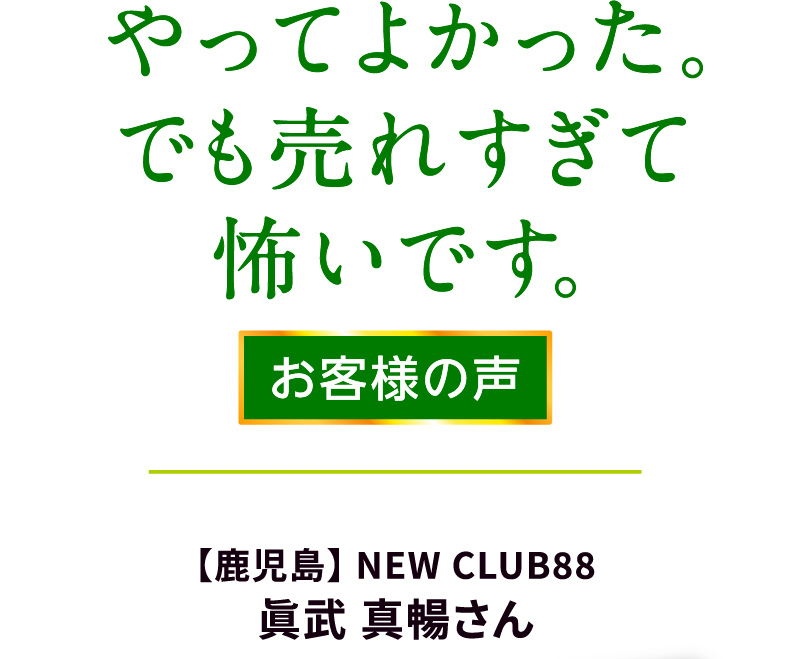 やってよかった。
でも売れすぎて
怖いです。
お客様の声
【鹿児島】NEW CLUB88
眞武 真暢さん